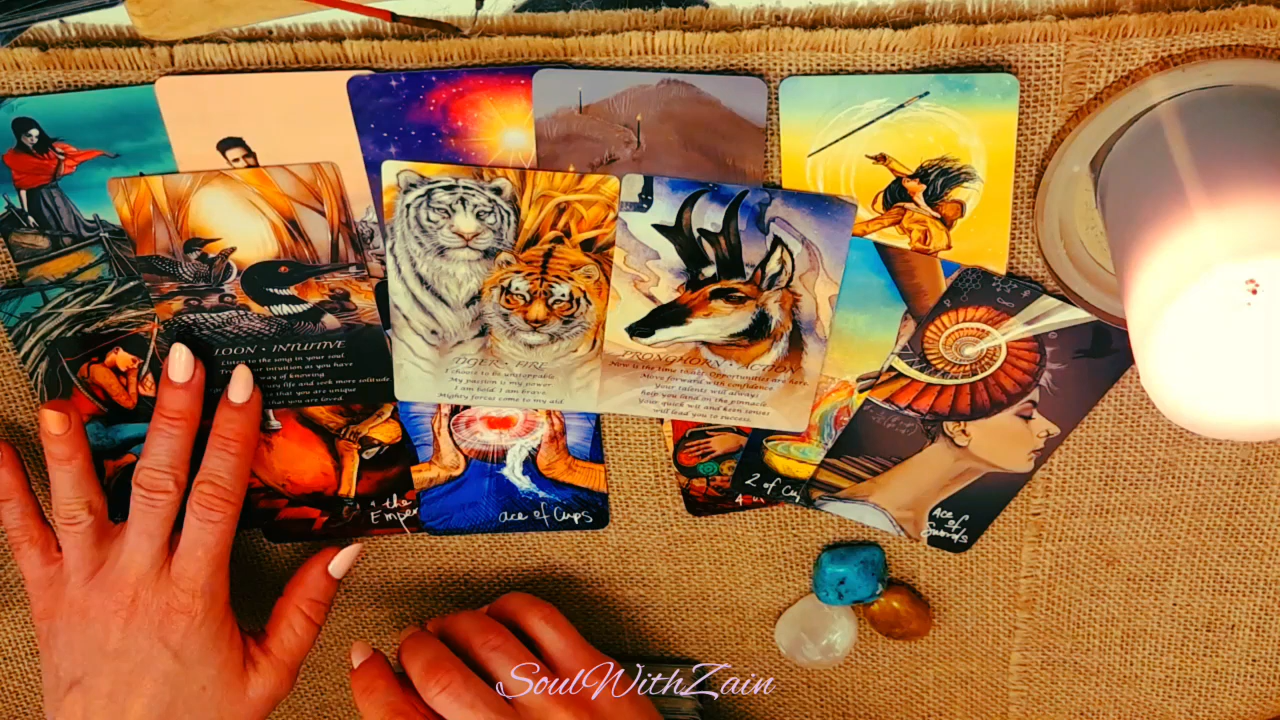 LOON • INTUITIVE
Listen to the song in your soul
Trust your intuition as you have
way of knowing
life and seek more solitude
that you are unique
you are loved.
TIGER • FIRE
I choose to be unstoppable
My passion is my power
I am bold I am brave
Mighty forces come to my aid
PRONGHORN • ACTION
Now is the time to act. Opportunities are here.
Move forward with confidence
Your talents will always
help you land on the pinnacle
Your quick wit and keen senses
will lead you to success.
4 the
Emper
ace of Cups
2 of Cu
4
Ace
of
Swords
SoulWithZain